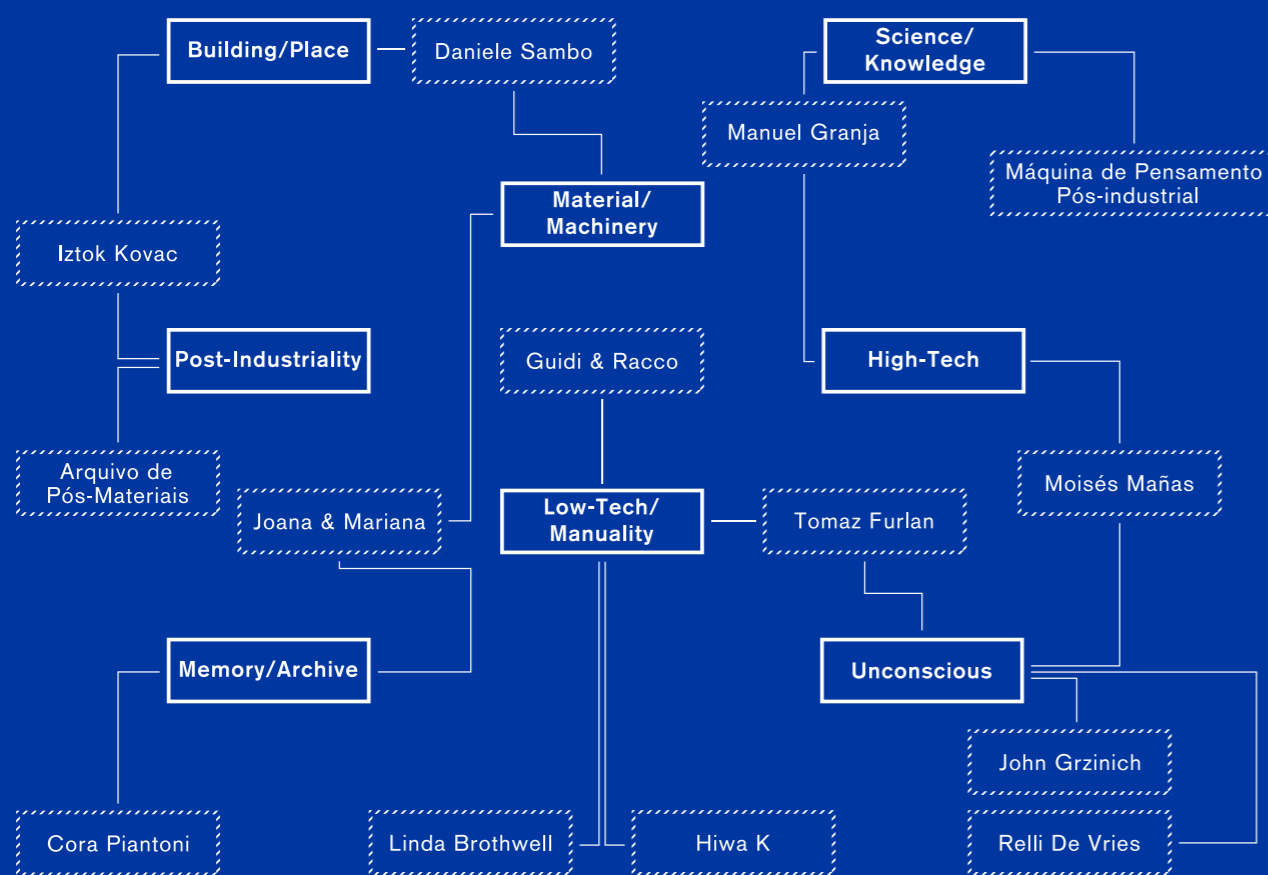 Building/Place
Daniele Sambo
Science/
Knowledge
Manuel Granja
Máquina de Pensamento
Pós-industrial
Material/
Machinery
Iztok Kovac
Post-Industriality
Guidi & Racco
High-Tech
Arquivo de
Pós-Materiais
Joana & Mariana
Low-Tech/
Manuality
Tomaz Furlan
Moisés Mañas
Memory/Archive
Unconscious
John Grzinich
Cora Piantoni
Linda Brothwell
Hiwa K
Relli De Vries